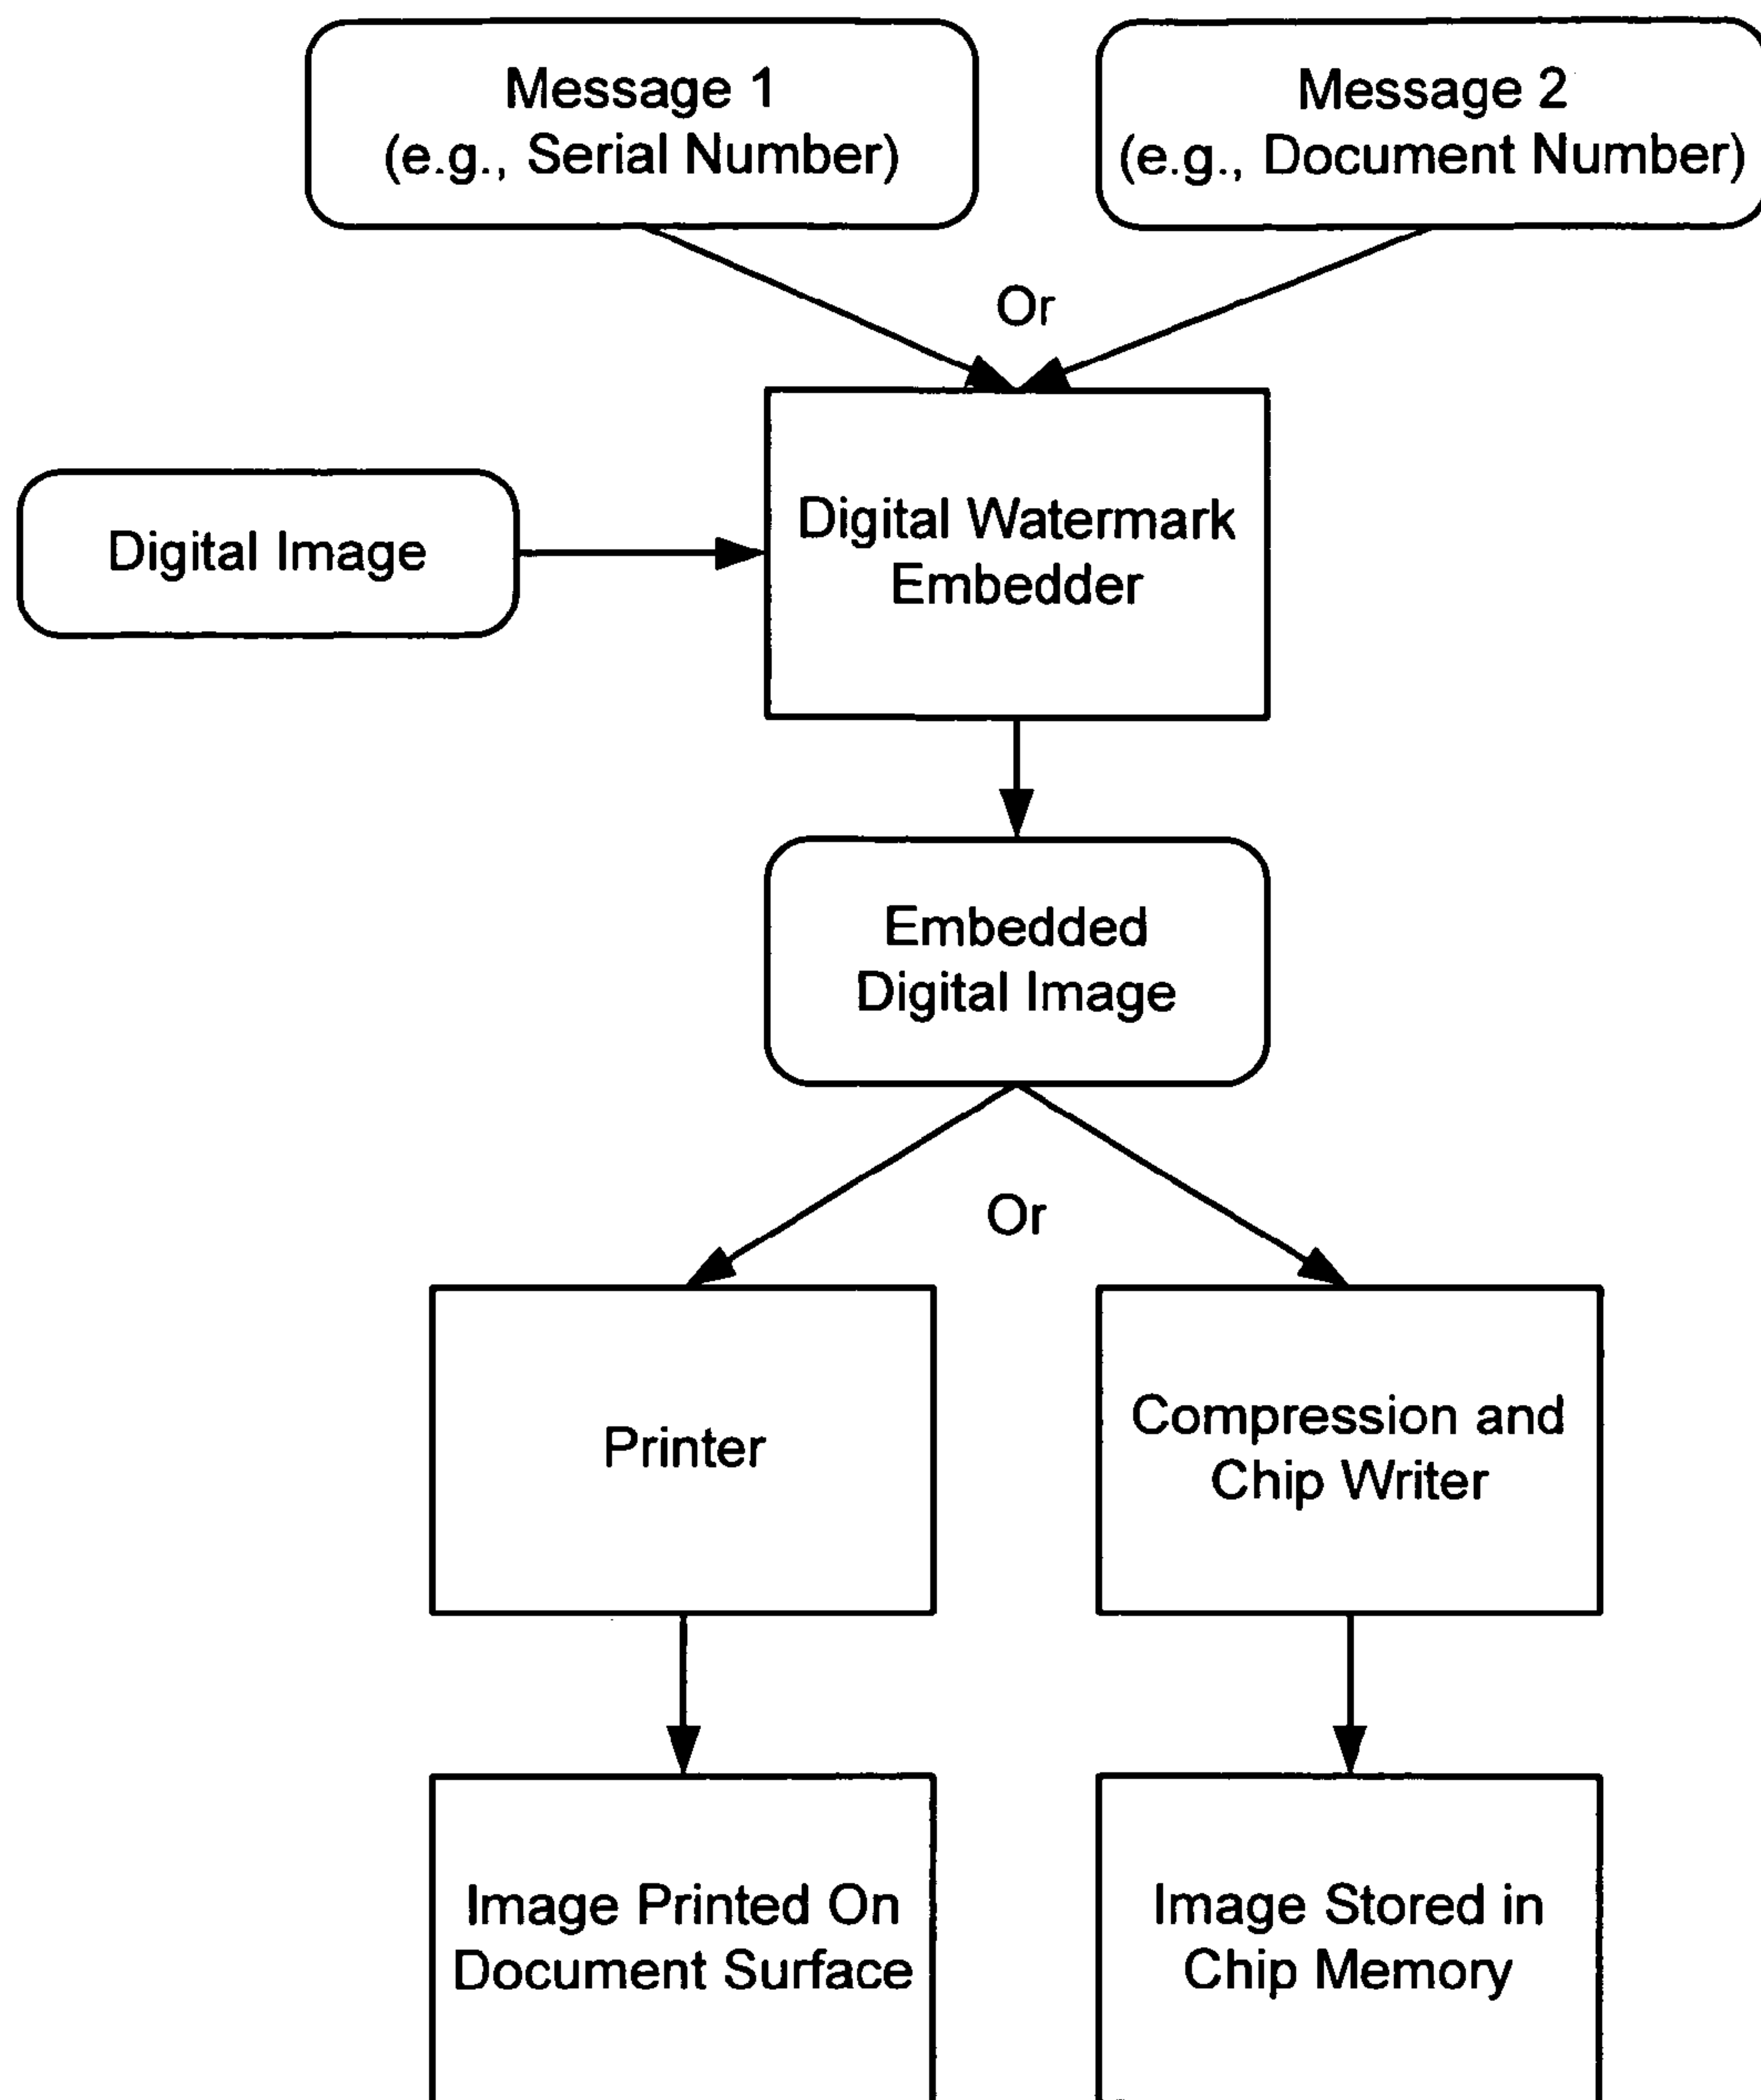 Message 1
(e.g., Serial Number)
Message 2
(e.g., Document Number)
Or
Digital Image
Digital Watermark
Embedder
Embedded
Digital Image
Or
Printer
Compression and
Chip Writer
Image Printed On
Document Surface
Image Stored in
Chip Memory